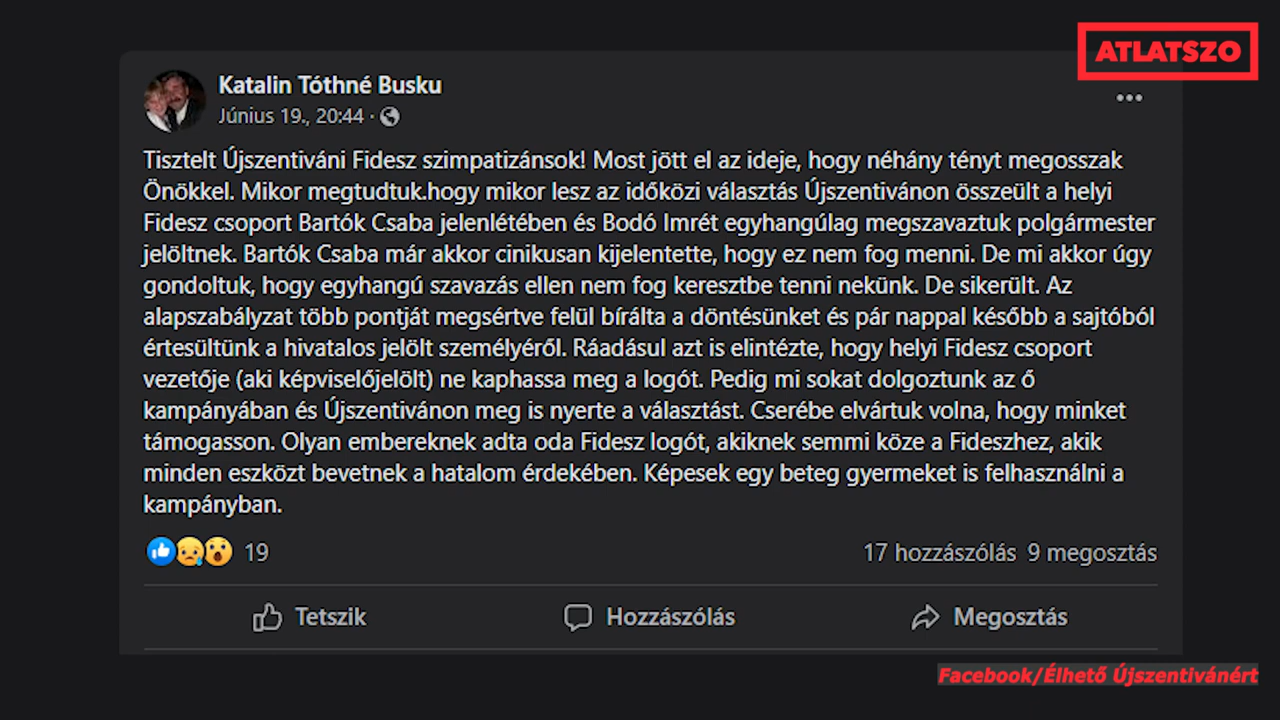 ATLATSZO
Katalin Tóthné Busku
Június 19., 20:44 ·
Tisztelt Újszentiváni Fidesz szimpatizánsok! Most jött el az ideje, hogy néhány tényt megosszak
Önökkel. Mikor megtudtuk.hogy mikor lesz az időközi választás Újszentivánon összeült a helyi
Fidesz csoport Bartók Csaba jelenlétében és Bodó Imrét egyhangúlag megszavaztuk polgármester
jelöltnek. Bartók Csaba már akkor cinikusan kijelentette, hogy ez nem fog menni. De mi akkor úgy
gondoltuk, hogy egyhangú szavazás ellen nem fog keresztbe tenni nekünk. De sikerült. Az
alapszabályzat több pontját megsértve felül bírálta a döntésünket és pár nappal később a sajtóból
értesültünk a hivatalos jelölt személyéről. Ráadásul azt is elintézte, hogy helyi Fidesz csoport
vezetője (aki képviselőjelölt) ne kaphassa meg a logót. Pedig mi sokat dolgoztunk az ő
kampányában és Újszentivánon meg is nyerte a választást. Cserébe elvártuk volna, hogy minket
támogasson. Olyan embereknek adta oda Fidesz logót, akiknek semmi köze a Fideszhez, akik
minden eszközt bevetnek a hatalom érdekében. Képesek egy beteg gyermeket is felhasználni a
kampányban.
19
17 hozzászólás 9 megosztás
Tetszik
Hozzászólás
Megosztás
Facebook/Élhető Újszentivánért